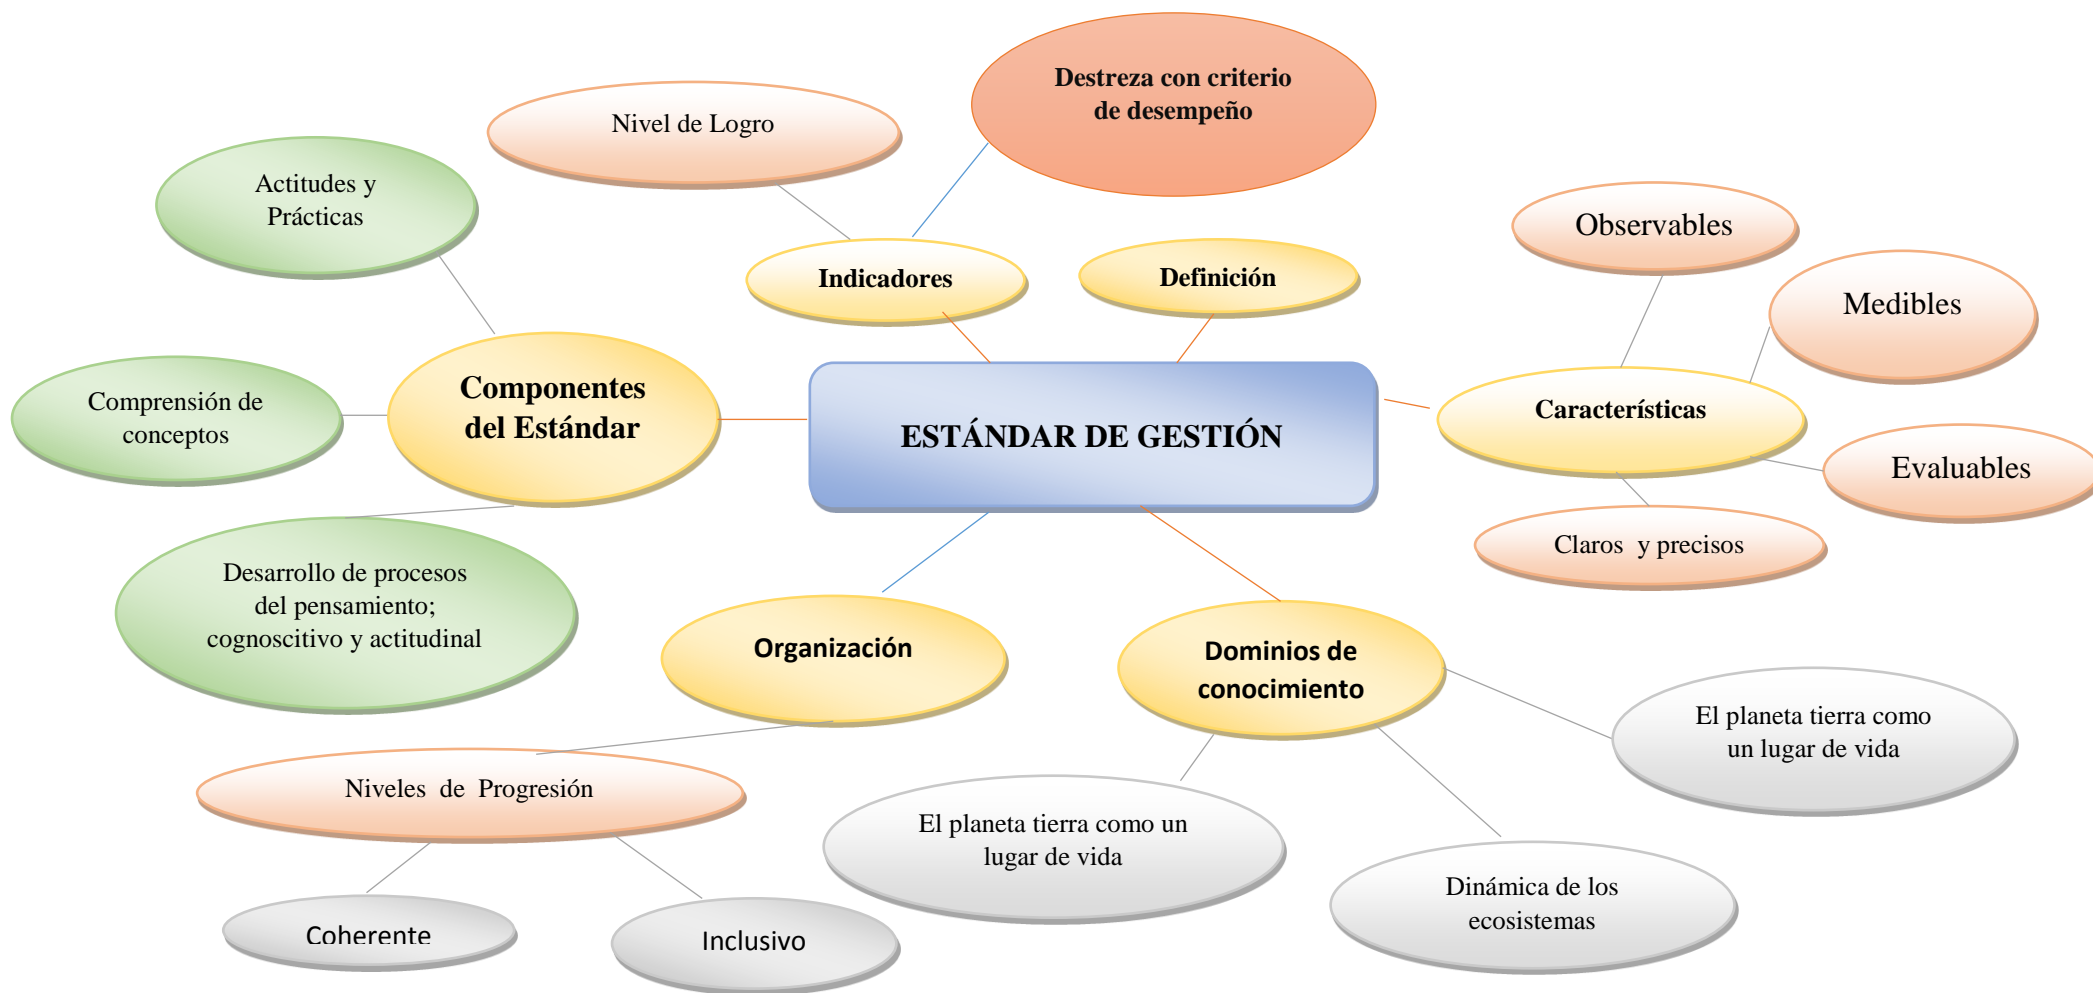 Destreza con criterio
de desempeño
Nivel de Logro
Actitudes y
Prácticas
Observables
Indicadores
Definición
Medibles
Componentes
del Estándar
Comprensión de
conceptos
ESTÁNDAR DE GESTIÓN
Características
Evaluables
Claros y precisos
Desarrollo de procesos
del pensamiento;
cognoscitivo y actitudinal
Organización
Dominios de
conocimiento
El planeta tierra como
un lugar de vida
Niveles de Progresión
El planeta tierra como un
lugar de vida
Dinámica de los
ecosistemas
Coherente
Inclusivo